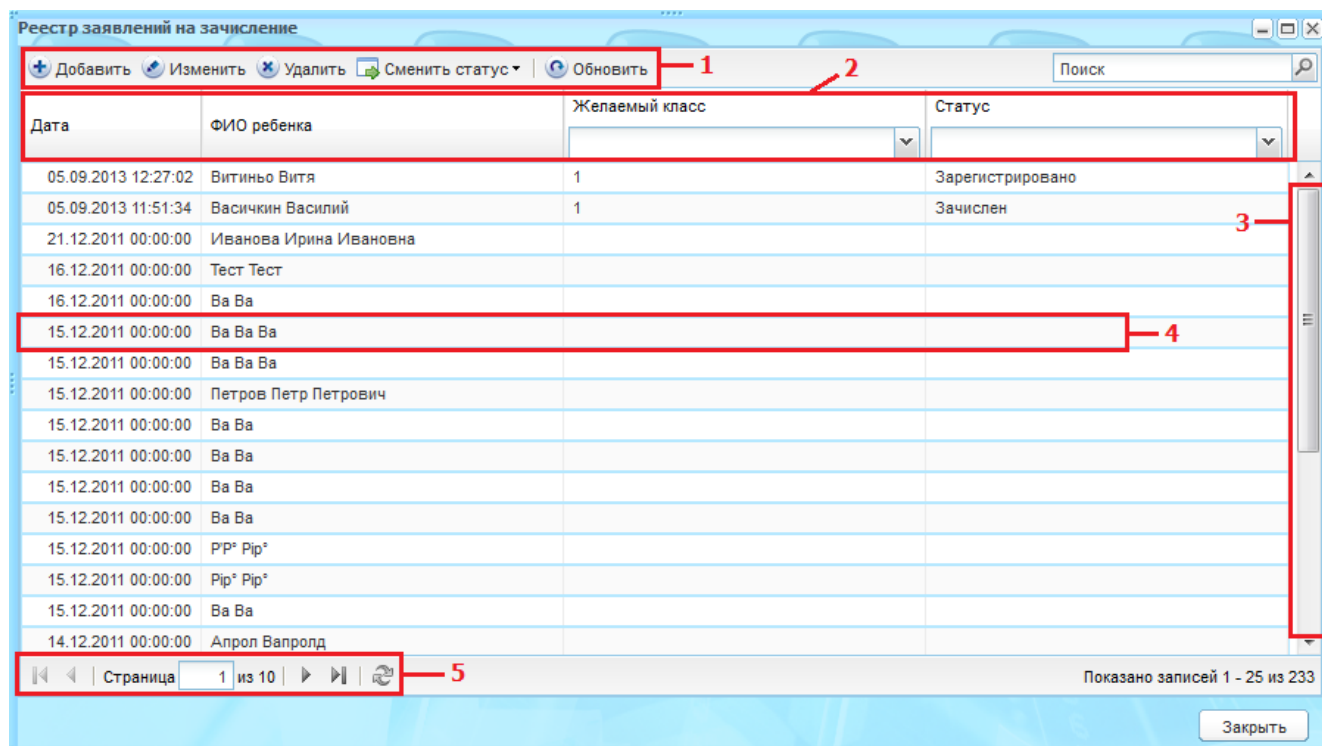 Реестр заявлений на зачисление
Добавить Изменить Удалить Сменить статус Обновить 1 2 Поиск
Дата ФИО ребенка Желаемый класс Статус
05.09.2013 12:27:02 Витиньо Витя 1 Зарегистрировано
05.09.2013 11:51:34 Васичкин Василий 1 Зачислен
3
21.12.2011 00:00:00 Иванова Ирина Ивановна
16.12.2011 00:00:00 Тест Тест
16.12.2011 00:00:00 Ва Ва
15.12.2011 00:00:00 Ва Ва Ва 4
15.12.2011 00:00:00 Ва Ва Ва
15.12.2011 00:00:00 Петров Петр Петрович
15.12.2011 00:00:00 Ва Ва
15.12.2011 00:00:00 Ва Ва
15.12.2011 00:00:00 Ва Ва
15.12.2011 00:00:00 Ва Ва
15.12.2011 00:00:00 Р'Р° Рір°
15.12.2011 00:00:00 Рір° Рір°
15.12.2011 00:00:00 Ва Ва
14.12.2011 00:00:00 Апрол Вапролд
Страница 1 из 10 5 Показано записей 1 - 25 из 233
Закрыть